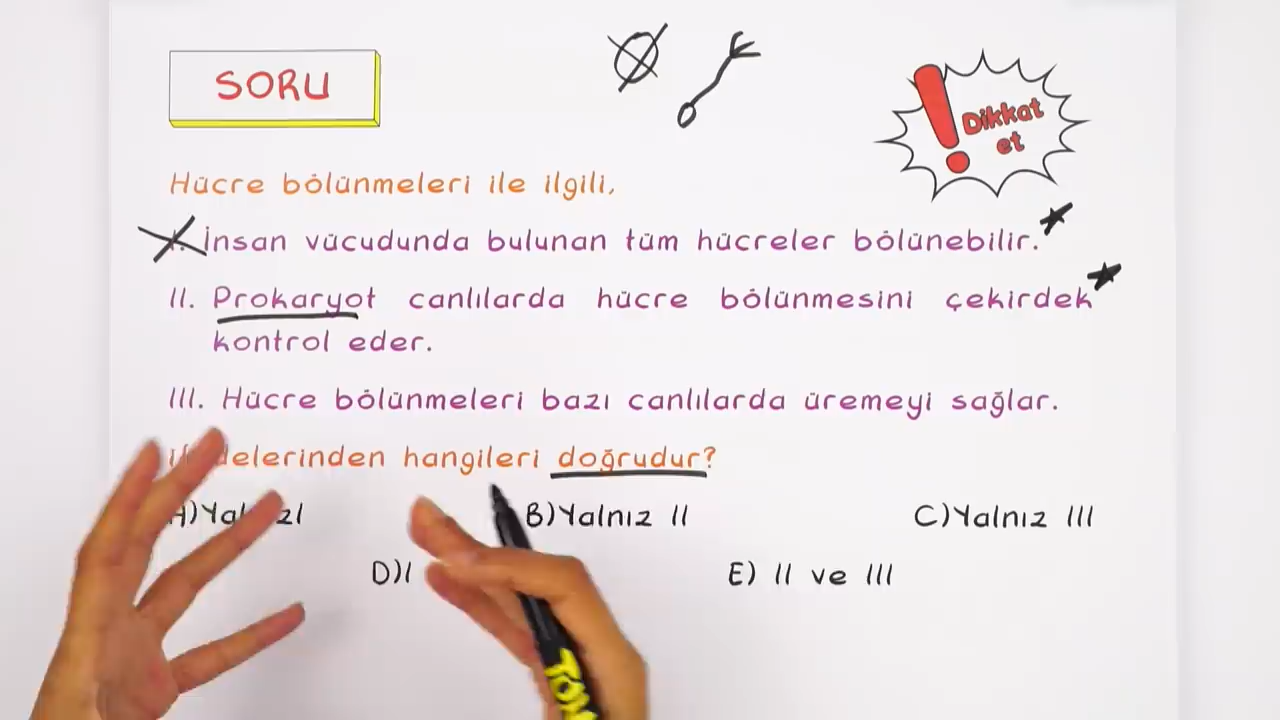 SORU
Dikkat
et
Hücre bölünmeleri ile ilgili,
I. İnsan vücudunda bulunan tüm hücreler bölünebilir.
II. Prokaryot canlılarda hücre bölünmesini çekirdek
kontrol eder.
III. Hücre bölünmeleri bazı canlılarda üremeyi sağlar.
hangileri doğrudur?
B)Yalnız II C)Yalnız III
D)I E) II ve III